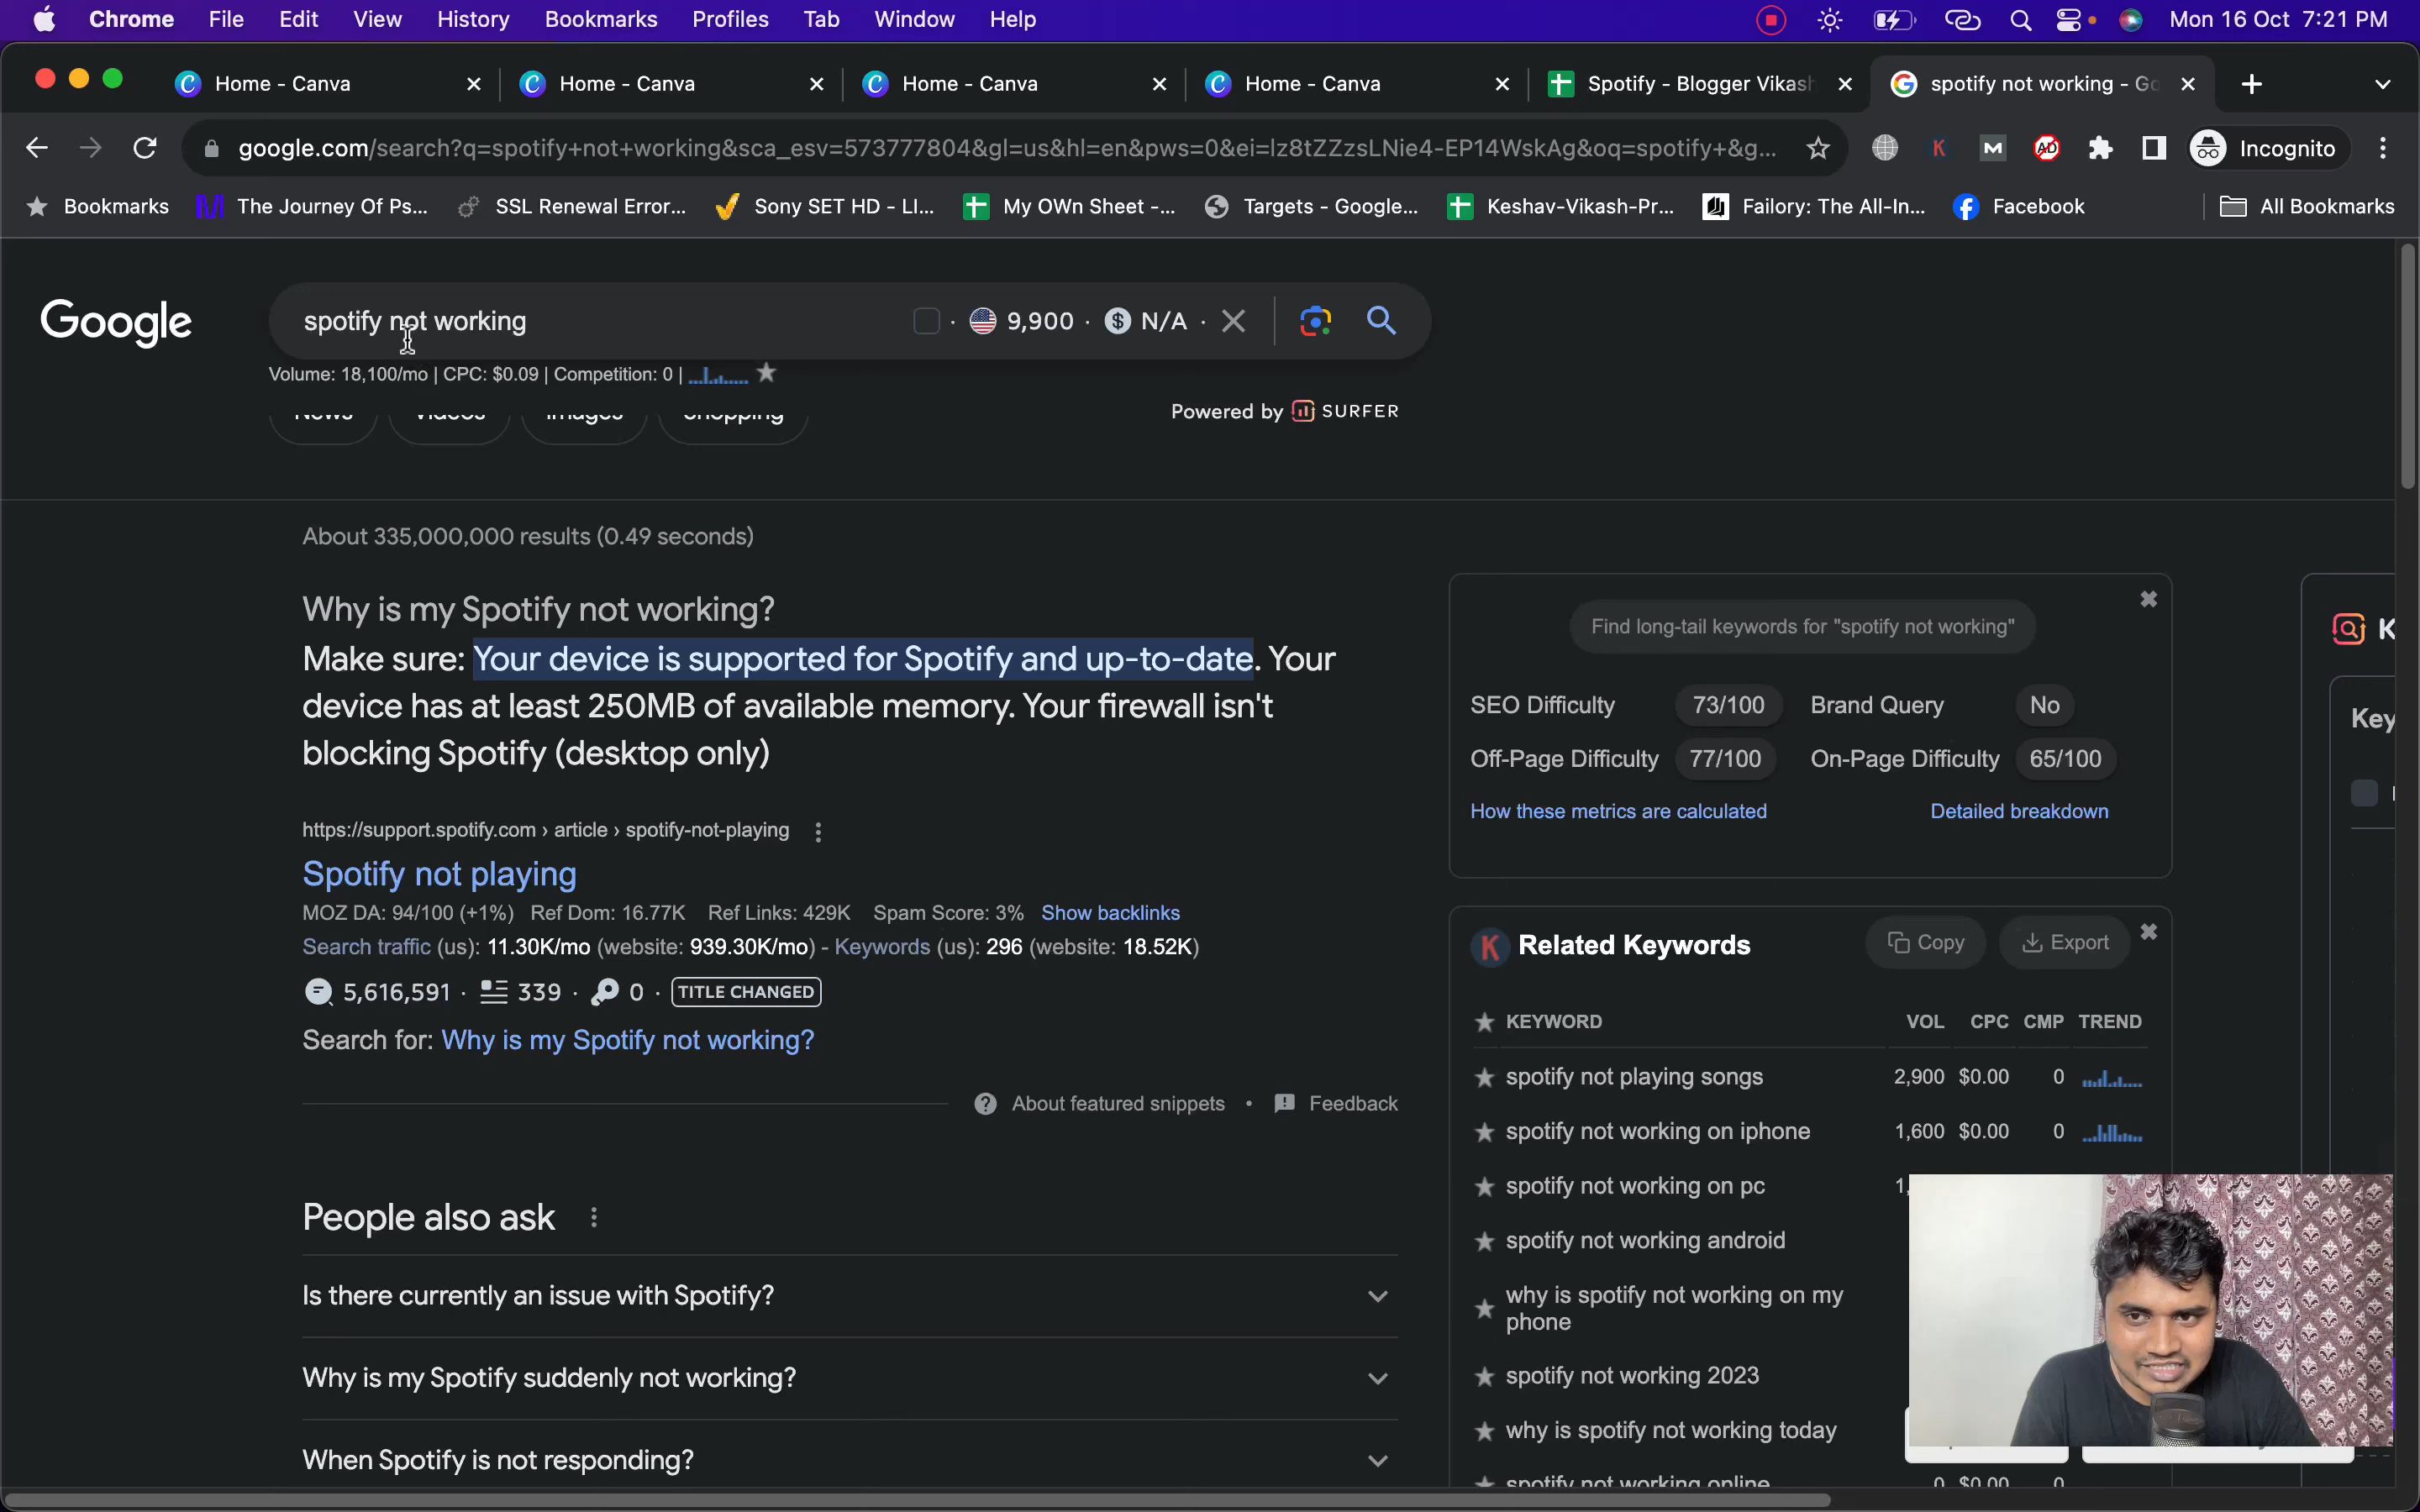 Chrome File Edit View History Bookmarks Profiles Tab Window Help Mon 16 Oct 7:21 PM
Home - Canva Home - Canva Home - Canva Home - Canva Spotify - Blogger Vikash spotify not working - Go
google.com/search?q=spotify+not+working&sca_esv=573777804&gl=us&hl=en&pws=0&ei=lz8tZZzsLNie4-EP14WskAg&oq=spotify+&g... Incognito
Bookmarks The Journey Of Ps... SSL Renewal Error... Sony SET HD - LI... My OWn Sheet -... Targets - Google... Keshav-Vikash-Pr... Failory: The All-In... Facebook All Bookmarks
Google spotify not working 9,900 · N/A ·
Volume: 18,100/mo | CPC: $0.09 | Competition: 0 |
News Videos Images Shopping
Powered by SURFER
About 335,000,000 results (0.49 seconds)
Why is my Spotify not working?
Make sure: Your device is supported for Spotify and up-to-date. Your
device has at least 250MB of available memory. Your firewall isn't
blocking Spotify (desktop only)
https://support.spotify.com › article › spotify-not-playing
Spotify not playing
MOZ DA: 94/100 (+1%) Ref Dom: 16.77K Ref Links: 429K Spam Score: 3% Show backlinks
Search traffic (us): 11.30K/mo (website: 939.30K/mo) - Keywords (us): 296 (website: 18.52K)
5,616,591 · 339 · 0 · TITLE CHANGED
Search for: Why is my Spotify not working?
About featured snippets • Feedback
People also ask
Is there currently an issue with Spotify?
Why is my Spotify suddenly not working?
When Spotify is not responding?
Find long-tail keywords for "spotify not working"
SEO Difficulty 73/100 Brand Query No
Off-Page Difficulty 77/100 On-Page Difficulty 65/100
How these metrics are calculated Detailed breakdown
K Related Keywords Copy Export
KEYWORD VOL CPC CMP TREND
spotify not playing songs 2,900 $0.00 0
spotify not working on iphone 1,600 $0.00 0
spotify not working on pc
spotify not working android
why is spotify not working on my
phone
spotify not working 2023
why is spotify not working today
spotify not working online 0 $0.00 0
K
Key